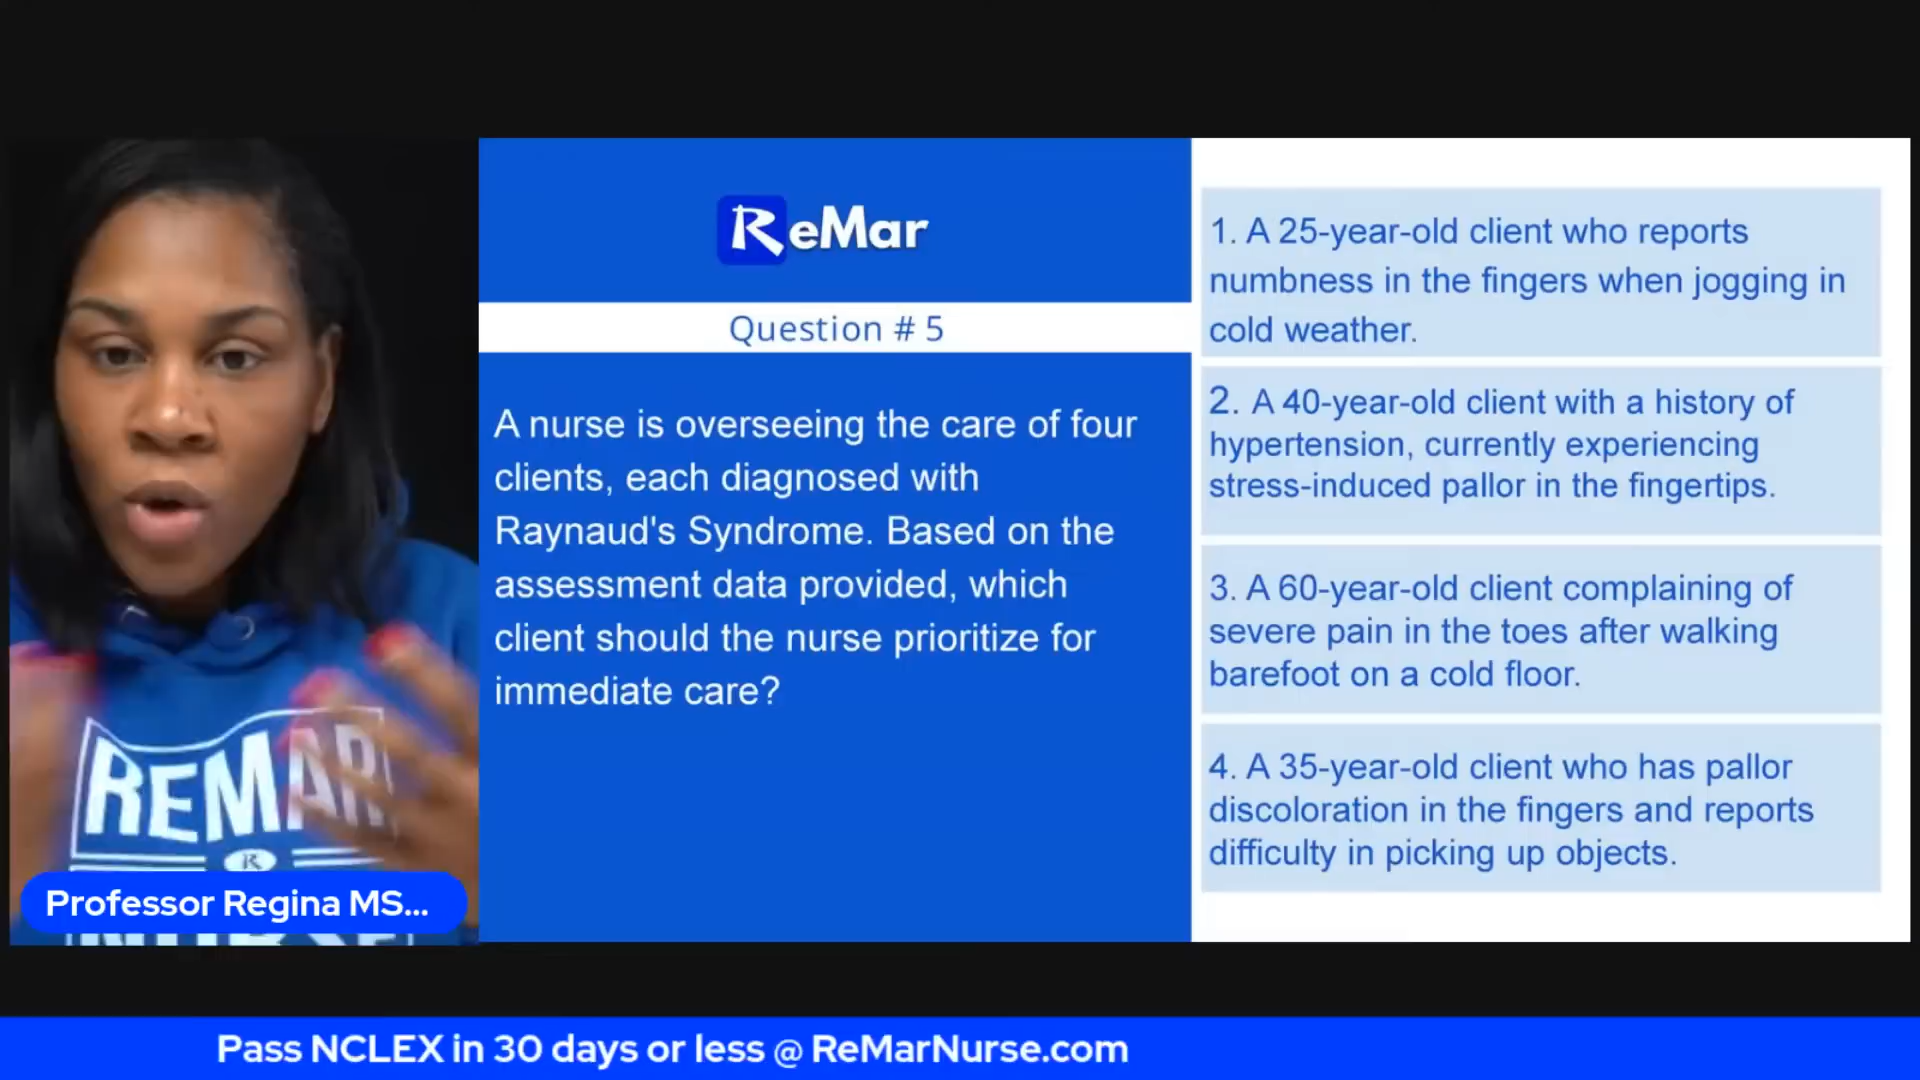 ReMar
Question # 5
A nurse is overseeing the care of four
clients, each diagnosed with
Raynaud's Syndrome. Based on the
assessment data provided, which
client should the nurse prioritize for
immediate care?
1. A 25-year-old client who reports
numbness in the fingers when jogging in
cold weather.
2. A 40-year-old client with a history of
hypertension, currently experiencing
stress-induced pallor in the fingertips.
3. A 60-year-old client complaining of
severe pain in the toes after walking
barefoot on a cold floor.
4. A 35-year-old client who has pallor
discoloration in the fingers and reports
difficulty in picking up objects.
REMAR
R
NURSE
Professor Regina MS...
Pass NCLEX in 30 days or less @ ReMarNurse.com